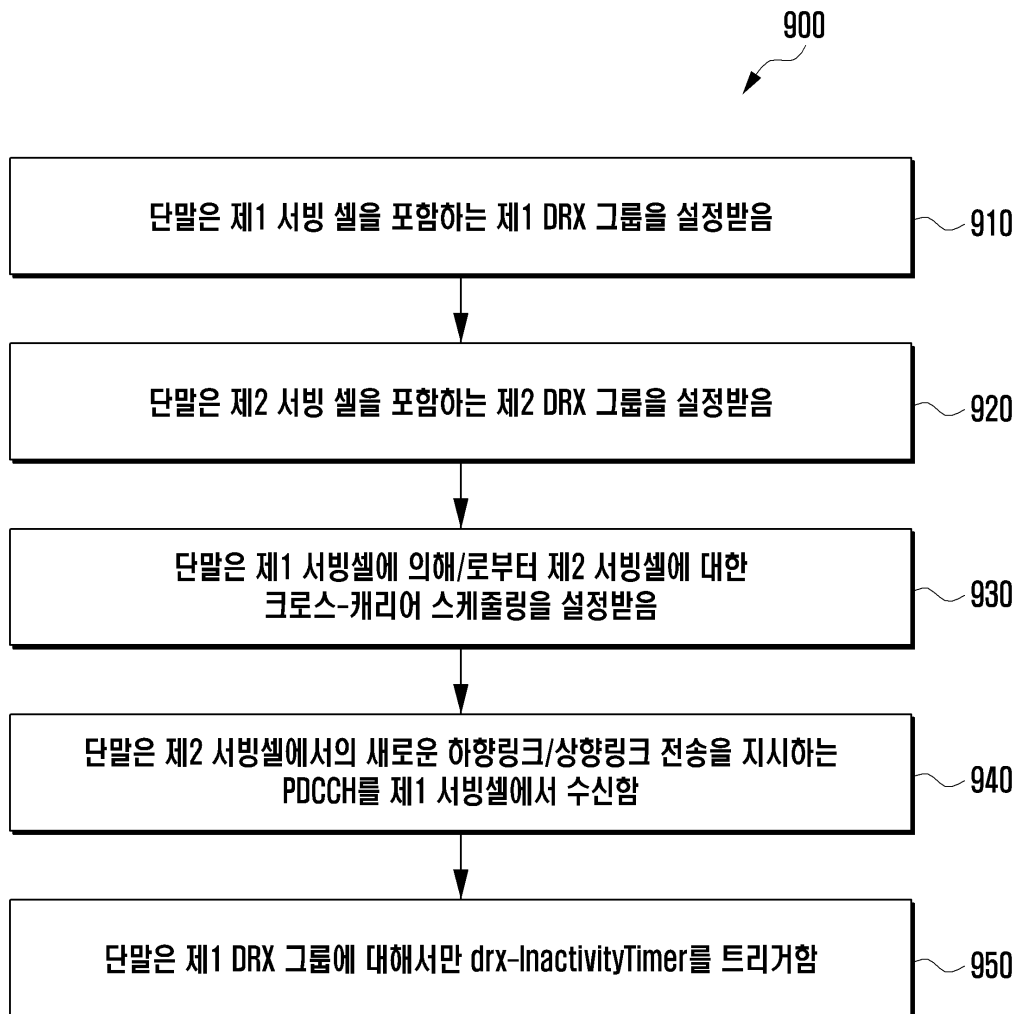 900
단말은 제1 서빙 셀을 포함하는 제1 DRX 그룹을 설정받음
910
단말은 제2 서빙 셀을 포함하는 제2 DRX 그룹을 설정받음
920
단말은 제1 서빙셀에 의해/로부터 제2 서빙셀에 대한
크로스-캐리어 스케줄링을 설정받음
930
단말은 제2 서빙셀에서의 새로운 하향링크/상향링크 전송을 지시하는
PDCCH를 제1 서빙셀에서 수신함
940
단말은 제1 DRX 그룹에 대해서만 drx-InactivityTimer를 트리거함
950